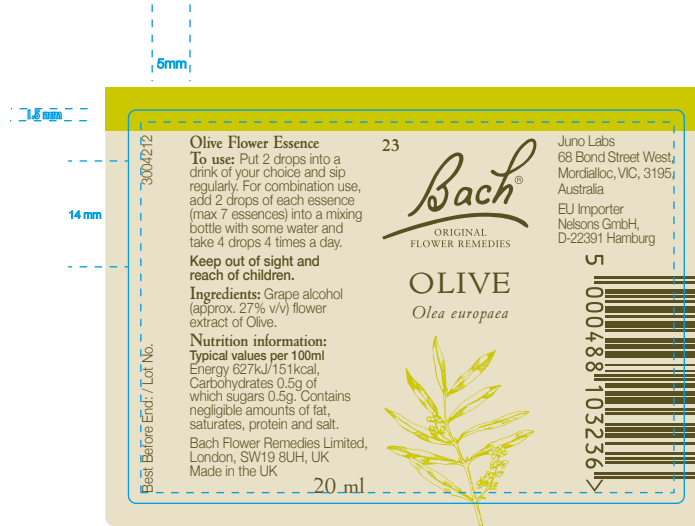 5mm
1.5 mm
14 mm
3004212
Best Before End: / Lot No.
Olive Flower Essence
To use: Put 2 drops into a
drink of your choice and sip
regularly. For combination use,
add 2 drops of each essence
(max 7 essences) into a mixing
bottle with some water and
take 4 drops 4 times a day.
Keep out of sight and
reach of children.
Ingredients: Grape alcohol
(approx. 27% v/v) flower
extract of Olive.
Nutrition information:
Typical values per 100ml
Energy 627kJ/151kcal,
Carbohydrates 0.5g of
which sugars 0.5g. Contains
negligible amounts of fat,
saturates, protein and salt.
Bach Flower Remedies Limited,
London, SW19 8UH, UK
Made in the UK
20 ml
23
Bach®
ORIGINAL
FLOWER REMEDIES
OLIVE
Olea europaea
Juno Labs
68 Bond Street West,
Mordialloc, VIC, 3195,
Australia
EU Importer
Nelsons GmbH,
D-22391 Hamburg
5 000488 103236 >